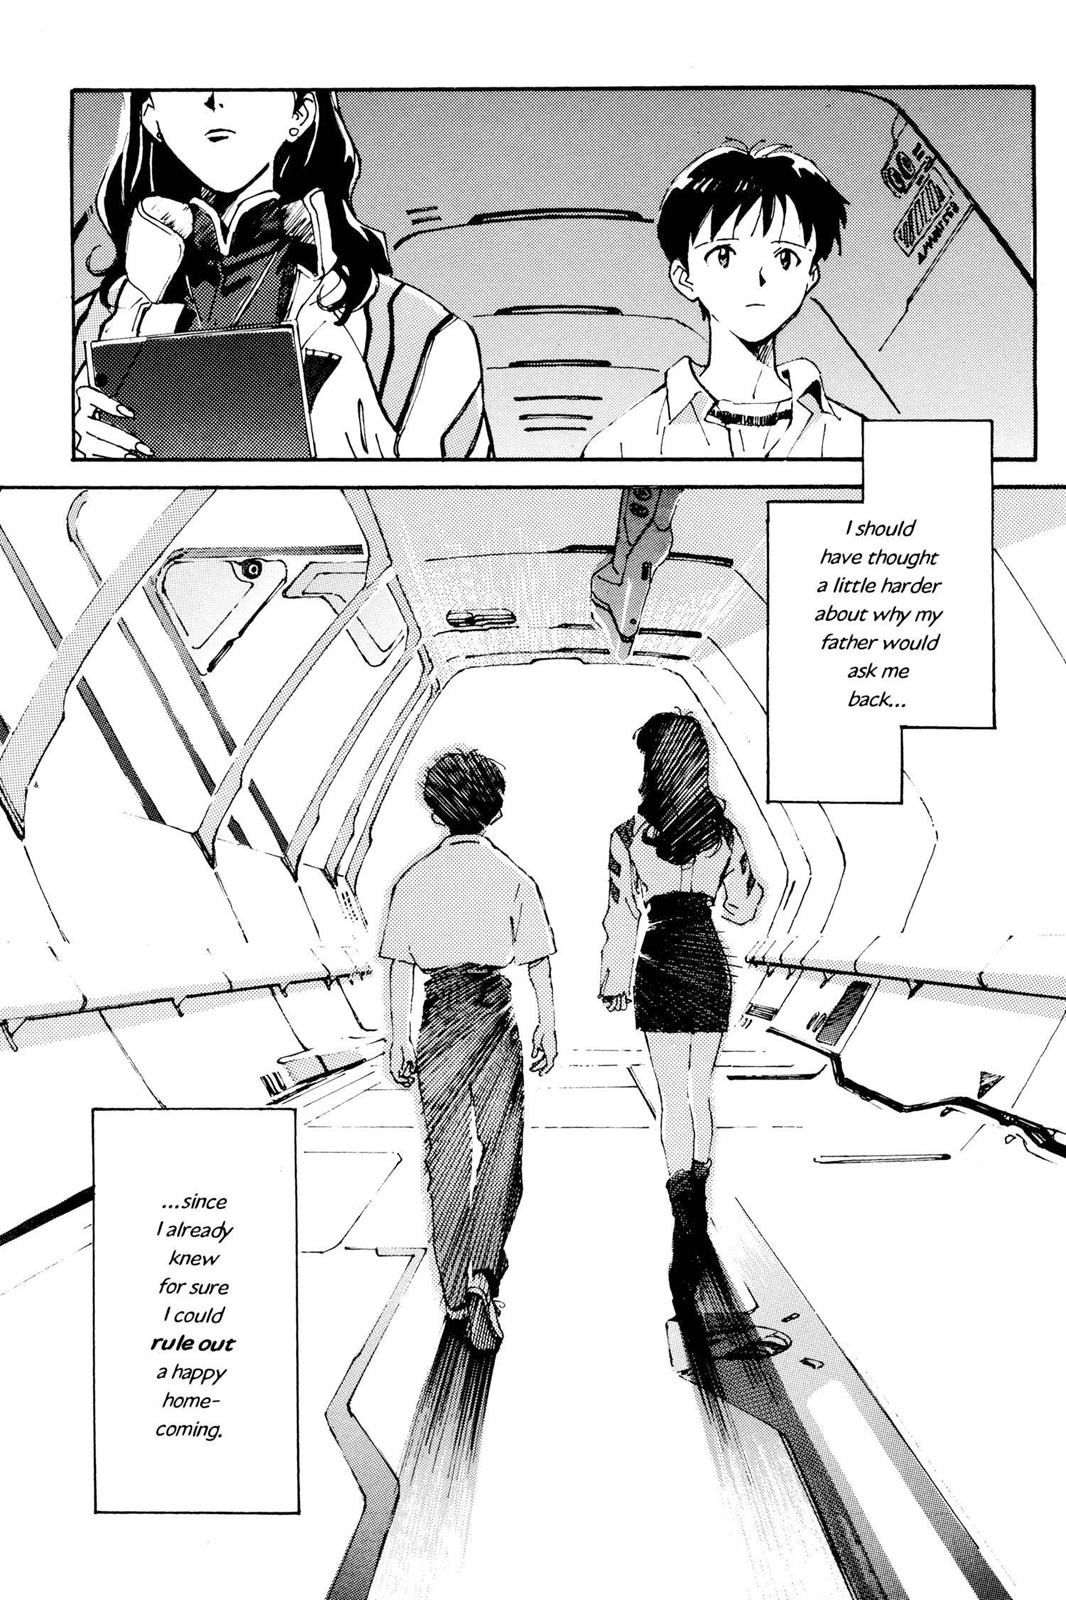 I should
have thought
a little harder
about why my
father would
ask me
back...
...since
I already
knew
for sure
I could
rule out
a happy
home-
coming.